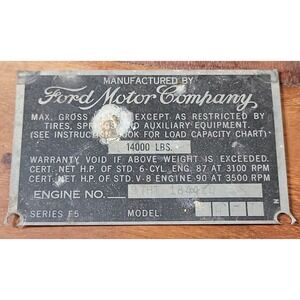 MANUFACTURED BY
Ford Motor Company
MAX. GROSS EXCEPT AS RESTRICTED BY
TIRES, SPRINGS AND AUXILIARY EQUIPMENT.
(SEE INSTRUCTION BOOK FOR LOAD CAPACITY CHART)
14000 LBS.
WARRANTY VOID IF ABOVE WEIGHT IS EXCEEDED.
CERT. NET H.P. OF STD. 6-CYL. ENG. 87 AT 3100 RPM
CERT. NET H.P. OF STD. V-8 ENGINE-90 AT 3500 RPM
ENGINE NO.
SERIES F5 MODEL